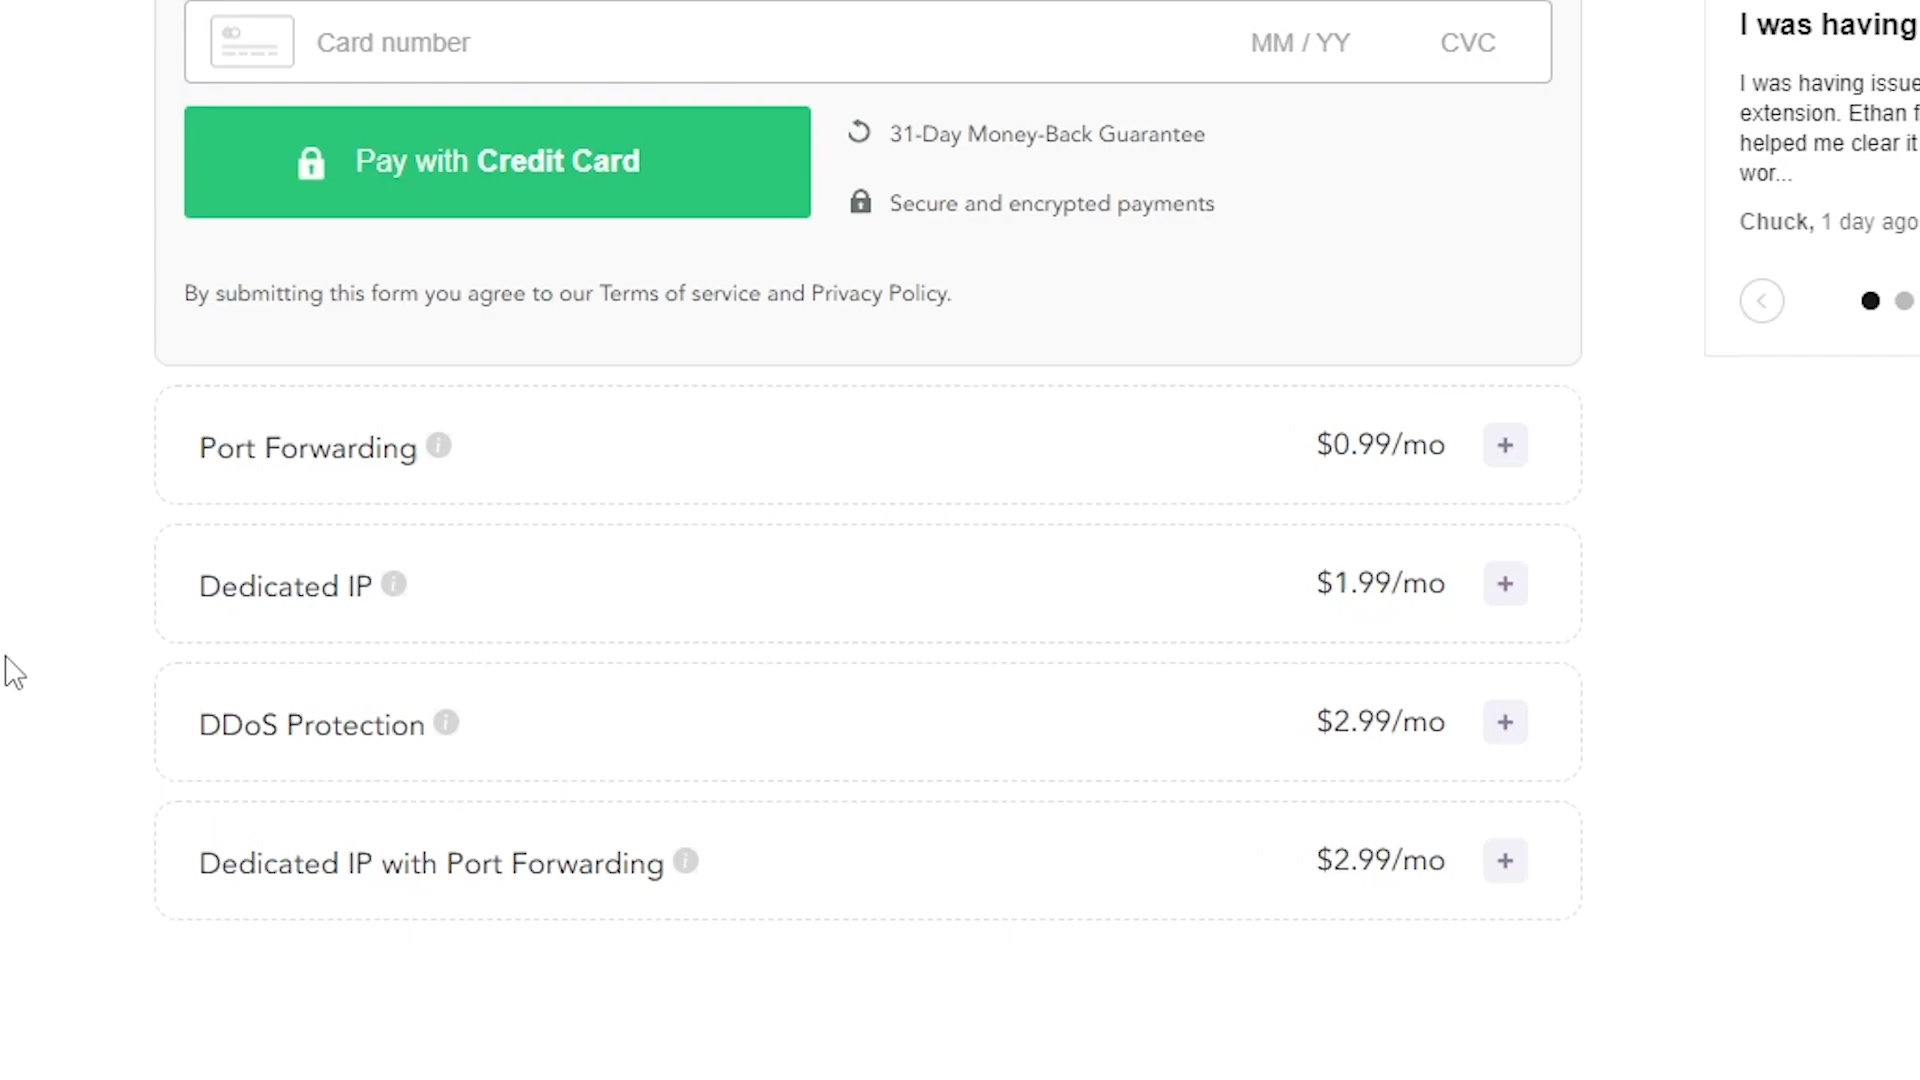 Card number MM / YY CVC
Pay with Credit Card
31-Day Money-Back Guarantee
Secure and encrypted payments
By submitting this form you agree to our Terms of service and Privacy Policy.
Port Forwarding $0.99/mo +
Dedicated IP $1.99/mo +
DDoS Protection $2.99/mo +
Dedicated IP with Port Forwarding $2.99/mo +
I was having
I was having issue
extension. Ethan f
helped me clear it
wor...
Chuck, 1 day ago